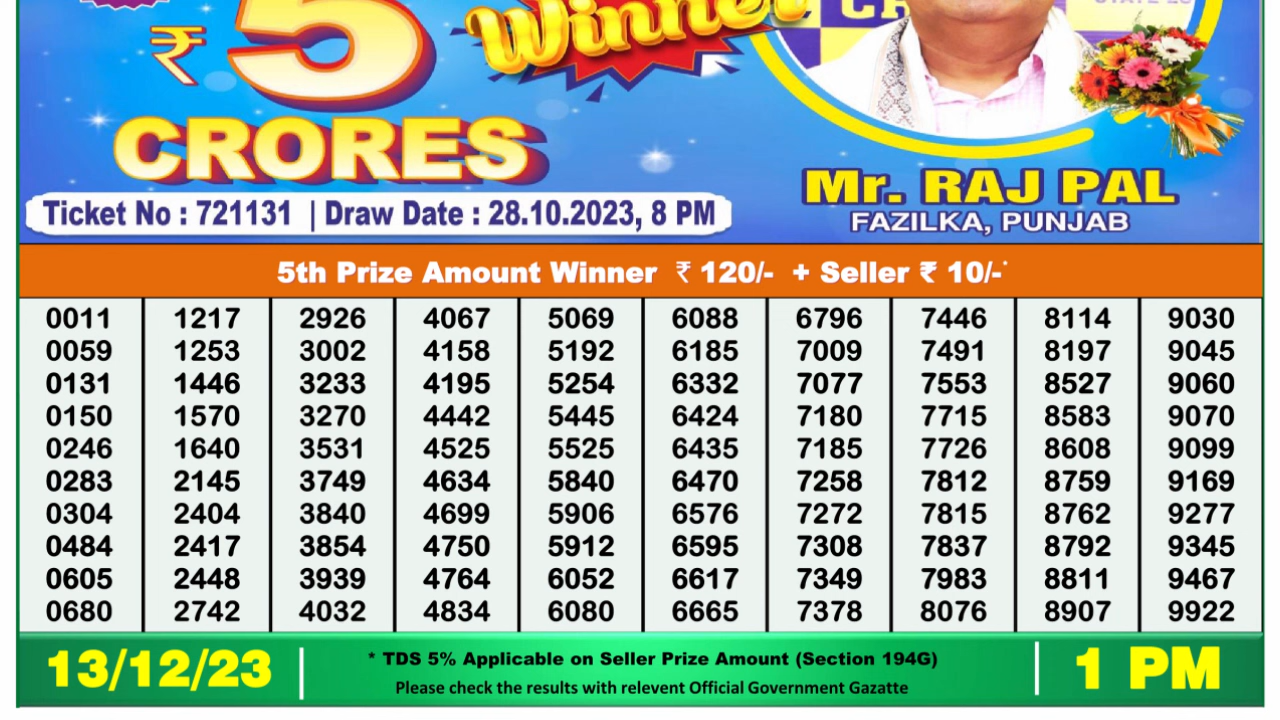 Winner
₹ 5
CRORES
Mr. RAJ PAL
FAZILKA, PUNJAB
Ticket No : 721131 | Draw Date : 28.10.2023, 8 PM
5th Prize Amount Winner ₹ 120/- + Seller ₹ 10/-*
0011 1217 2926 4067 5069 6088 6796 7446 8114 9030
0059 1253 3002 4158 5192 6185 7009 7491 8197 9045
0131 1446 3233 4195 5254 6332 7077 7553 8527 9060
0150 1570 3270 4442 5445 6424 7180 7715 8583 9070
0246 1640 3531 4525 5525 6435 7185 7726 8608 9099
0283 2145 3749 4634 5840 6470 7258 7812 8759 9169
0304 2404 3840 4699 5906 6576 7272 7815 8762 9277
0484 2417 3854 4750 5912 6595 7308 7837 8792 9345
0605 2448 3939 4764 6052 6617 7349 7983 8811 9467
0680 2742 4032 4834 6080 6665 7378 8076 8907 9922
13/12/23
* TDS 5% Applicable on Seller Prize Amount (Section 194G)
Please check the results with relevent Official Government Gazatte
1 PM